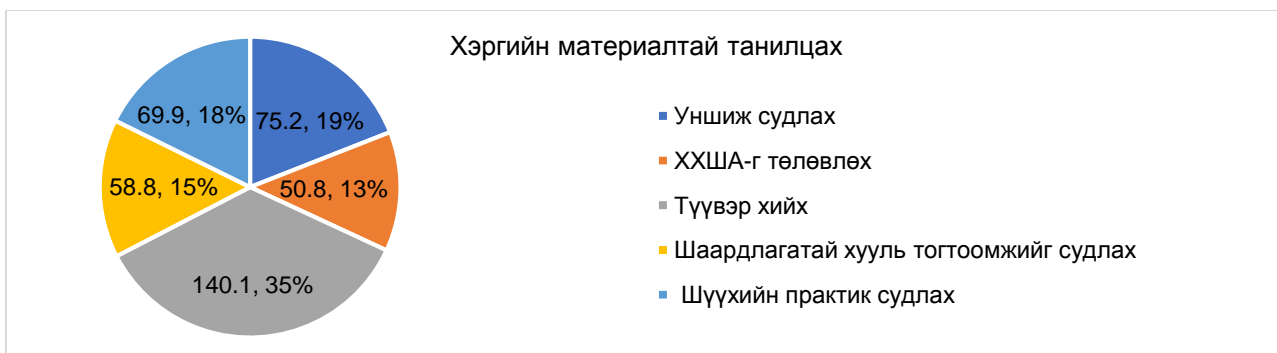 Хэргийн материалтай танилцах
69.9, 18%
75.2, 19%
58.8, 15%
50.8, 13%
140.1, 35%
Уншиж судлах
ХХША-г төлөвлөх
Түүвэр хийх
Шаардлагатай хууль тогтоомжийг судлах
Шүүхийн практик судлах